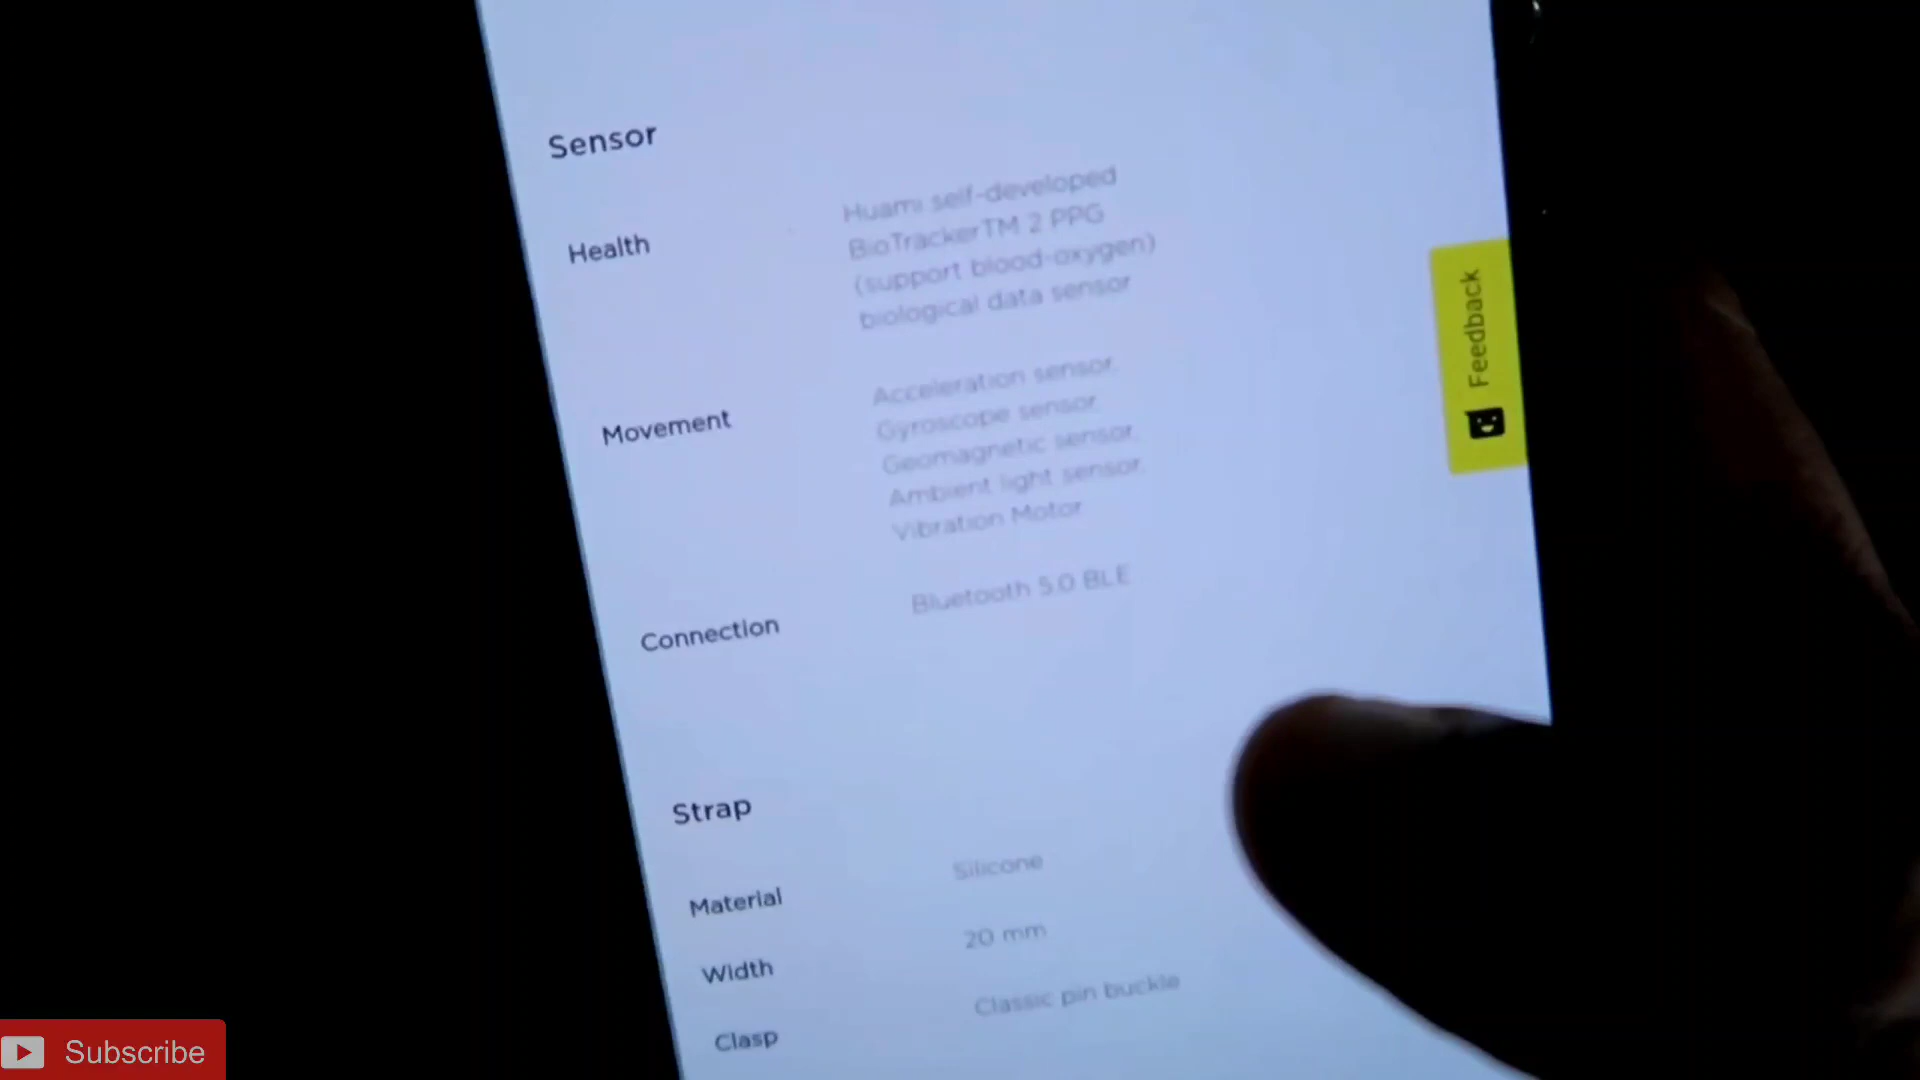 Sensor
Health
Huami self-developed
BioTrackerTM 2 PPG
(support blood-oxygen)
biological data sensor
Movement
Acceleration sensor,
Gyroscope sensor,
Geomagnetic sensor,
Ambient light sensor,
Vibration Motor
Connection
Bluetooth 5.0 BLE
Strap
Material
Silicone
Width
20 mm
Clasp
Classic pin buckle
Feedback
Subscribe